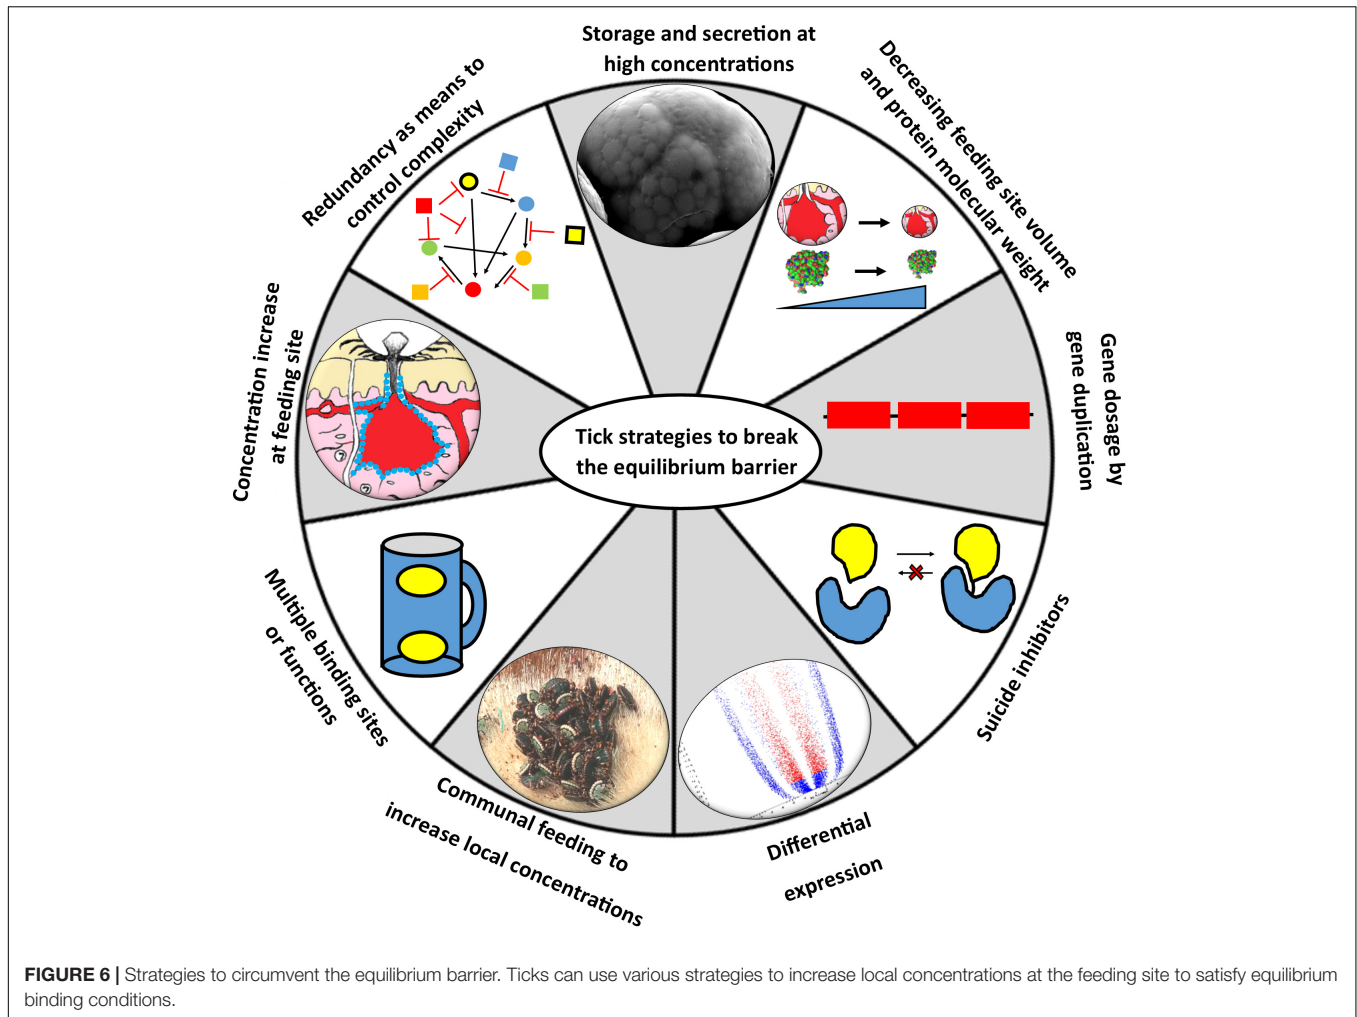 Storage and secretion at
high concentrations
Decreasing feeding site volume
and protein molecular weight
Gene dosage by
gene duplication
Suicide inhibitors
Differential
expression
Communal feeding to
increase local concentrations
Multiple binding sites
or functions
Concentration increase
at feeding site
Redundancy as means to
control complexity
Tick strategies to break
the equilibrium barrier
FIGURE 6 | Strategies to circumvent the equilibrium barrier. Ticks can use various strategies to increase local concentrations at the feeding site to satisfy equilibrium
binding conditions.